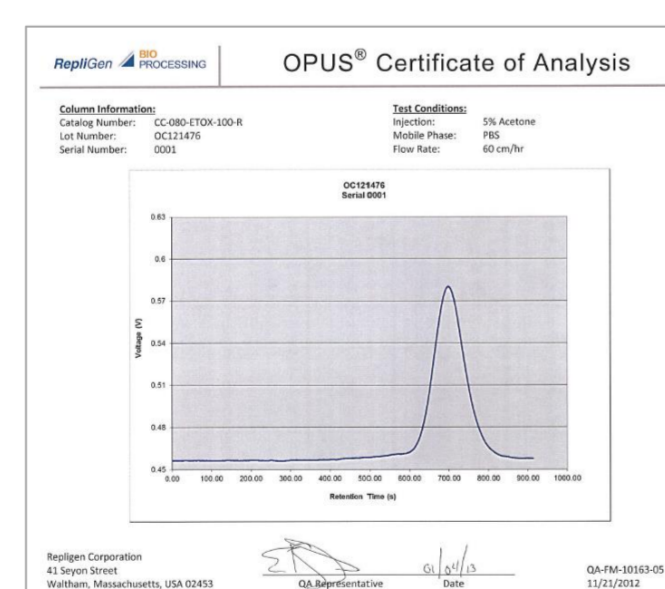 RepliGen BIO PROCESSING
OPUS® Certificate of Analysis
Column Information:
Catalog Number: CC-080-ETOX-100-R
Lot Number: OC121476
Serial Number: 0001
Test Conditions:
Injection: 5% Acetone
Mobile Phase: PBS
Flow Rate: 60 cm/hr
OC121476
Serial 0001
0.63
0.6
0.57
0.54
0.51
0.48
0.45
Voltage (V)
0.00 100.00 200.00 300.00 400.00 500.00 600.00 700.00 800.00 900.00 1000.00
Retention Time (s)
Repligen Corporation
41 Seyon Street
Waltham, Massachusetts, USA 02453
QA Representative
01/04/13
Date
QA-FM-10163-05
11/21/2012